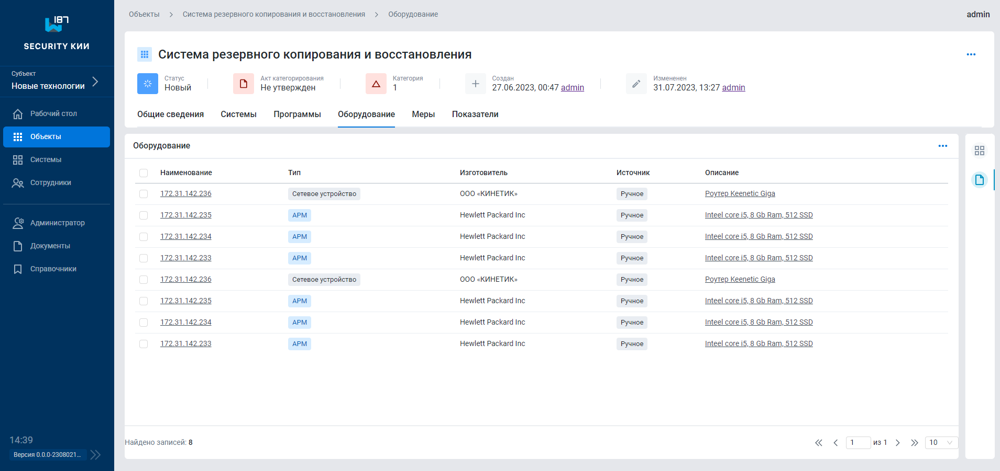 187
SECURITY КИИ
Субъект
Новые технологии
Рабочий стол
Объекты
Системы
Сотрудники
Администратор
Документы
Справочники
14:39
Версия 0.0.0-2308021...
Объекты > Система резервного копирования и восстановления > Оборудование
admin
Система резервного копирования и восстановления
Статус
Новый
Акт категорирования
Не утвержден
Категория
1
Создан
27.06.2023, 00:47 admin
Измененен
31.07.2023, 13:27 admin
Общие сведения Системы Программы Оборудование Меры Показатели
Оборудование
Наименование Тип Изготовитель Источник Описание
172.31.142.236 Сетевое устройство ООО «КИНЕТИК» Ручное Роутер Keenetic Giga
172.31.142.235 АРМ Hewlett Packard Inc Ручное Inteel core i5, 8 Gb Ram, 512 SSD
172.31.142.234 АРМ Hewlett Packard Inc Ручное Inteel core i5, 8 Gb Ram, 512 SSD
172.31.142.233 АРМ Hewlett Packard Inc Ручное Inteel core i5, 8 Gb Ram, 512 SSD
172.31.142.236 Сетевое устройство ООО «КИНЕТИК» Ручное Роутер Keenetic Giga
172.31.142.235 АРМ Hewlett Packard Inc Ручное Inteel core i5, 8 Gb Ram, 512 SSD
172.31.142.234 АРМ Hewlett Packard Inc Ручное Inteel core i5, 8 Gb Ram, 512 SSD
172.31.142.233 АРМ Hewlett Packard Inc Ручное Inteel core i5, 8 Gb Ram, 512 SSD
Найдено записей: 8
1 из 1 10